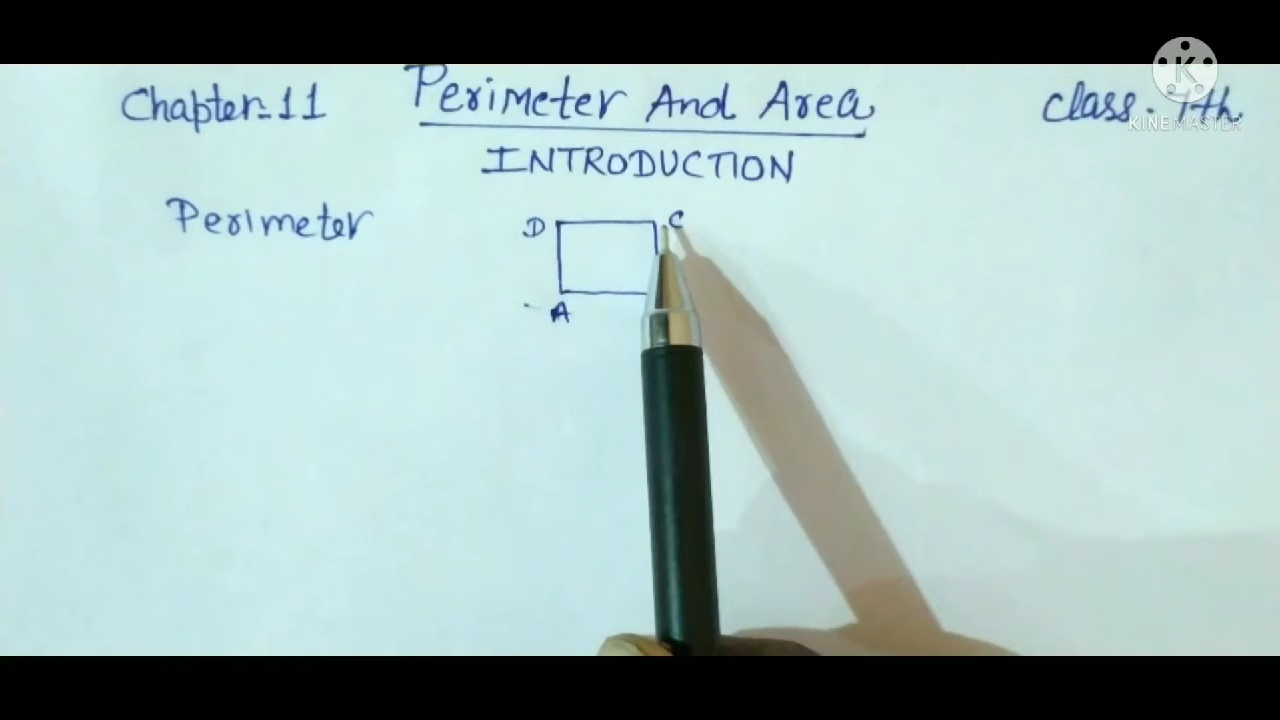 Chapter-11 Perimeter And Area class-7th
INTRODUCTION
Perimeter
D C
A
K
KINEMASTER